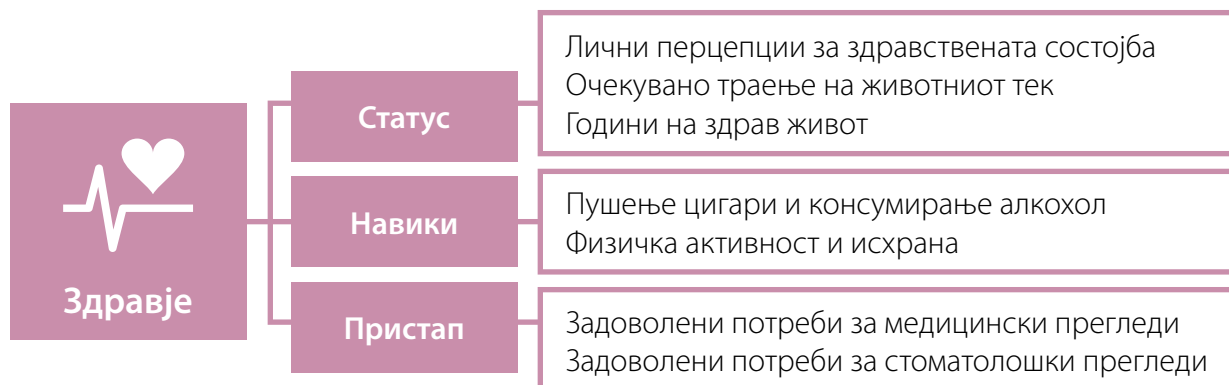 Здравје
Статус
Лични перцепции за здравствената состојба
Очекувано траење на животниот тек
Години на здрав живот
Навики
Пушење цигари и консумирање алкохол
Физичка активност и исхрана
Пристап
Задоволени потреби за медицински прегледи
Задоволени потреби за стоматолошки прегледи